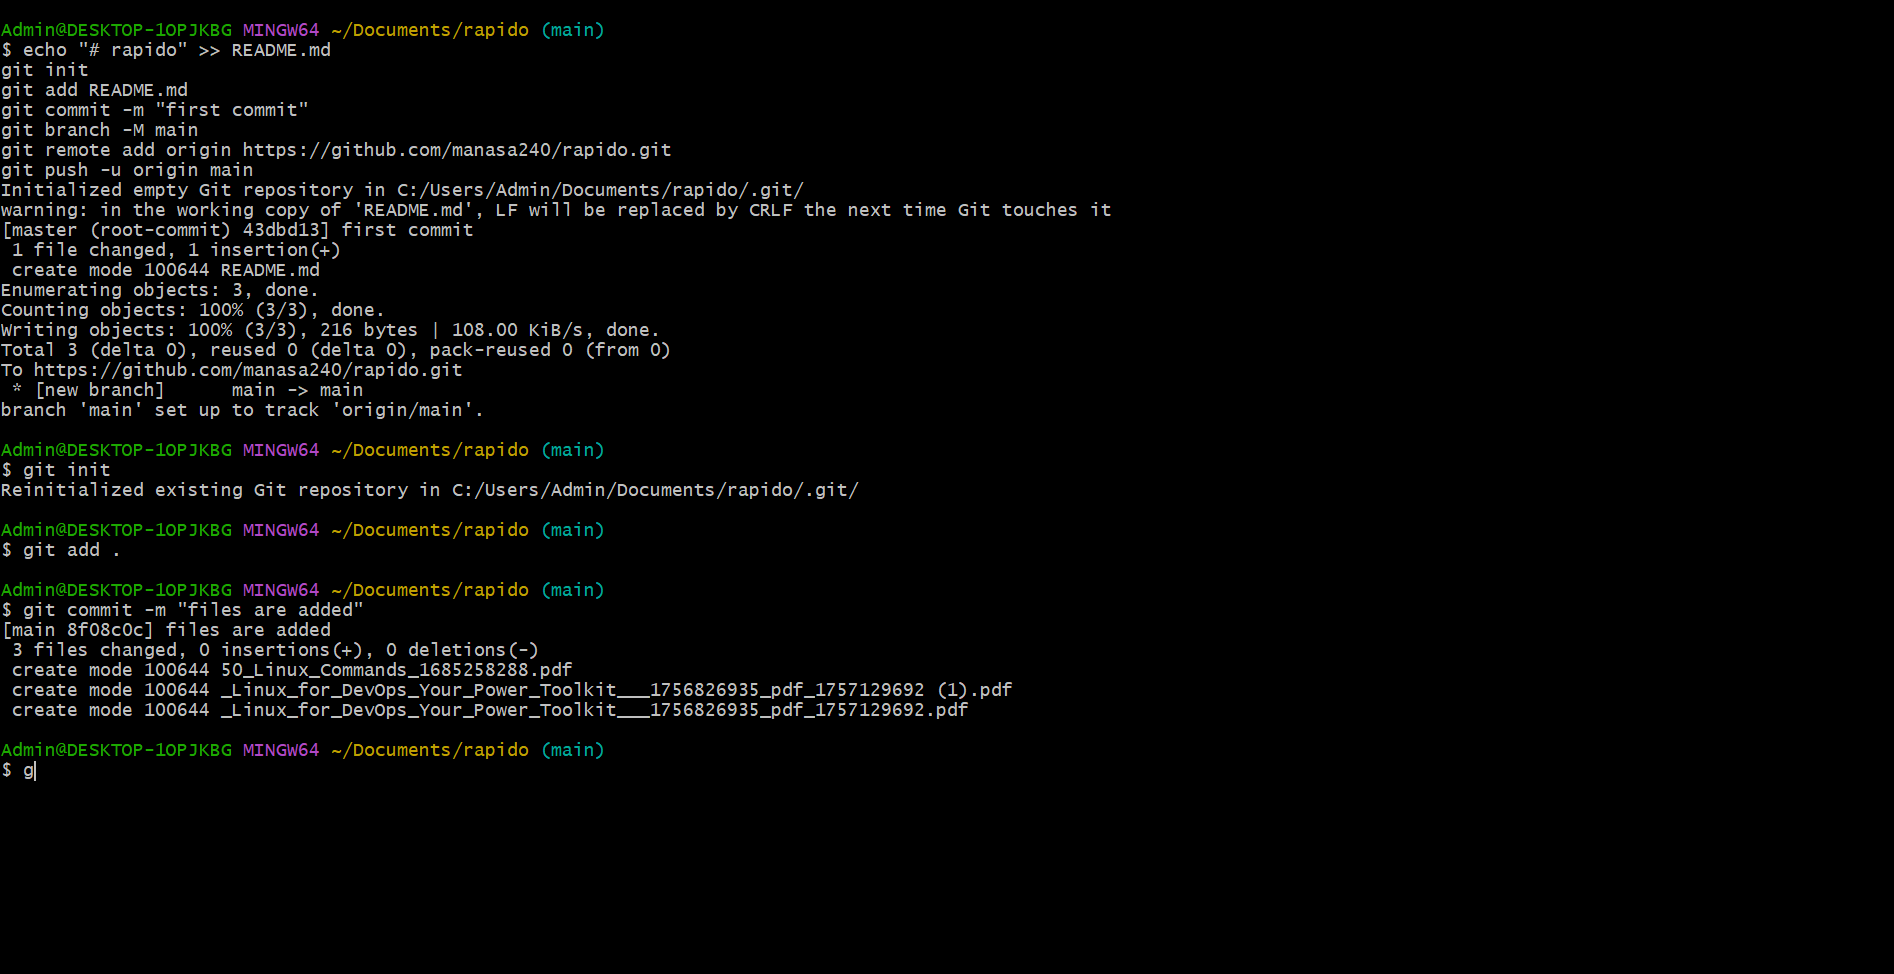 Admin@DESKTOP-1OPJKBG MINGW64 ~/Documents/rapido (main)
$ echo "# rapido" >> README.md
git init
git add README.md
git commit -m "first commit"
git branch -M main
git remote add origin https://github.com/manasa240/rapido.git
git push -u origin main
Initialized empty Git repository in C:/Users/Admin/Documents/rapido/.git/
warning: in the working copy of 'README.md', LF will be replaced by CRLF the next time Git touches it
[master (root-commit) 43dbd13] first commit
 1 file changed, 1 insertion(+)
 create mode 100644 README.md
Enumerating objects: 3, done.
Counting objects: 100% (3/3), done.
Writing objects: 100% (3/3), 216 bytes | 108.00 KiB/s, done.
Total 3 (delta 0), reused 0 (delta 0), pack-reused 0 (from 0)
To https://github.com/manasa240/rapido.git
 * [new branch]      main -> main
branch 'main' set up to track 'origin/main'.
Admin@DESKTOP-1OPJKBG MINGW64 ~/Documents/rapido (main)
$ git init
Reinitialized existing Git repository in C:/Users/Admin/Documents/rapido/.git/
Admin@DESKTOP-1OPJKBG MINGW64 ~/Documents/rapido (main)
$ git add .
Admin@DESKTOP-1OPJKBG MINGW64 ~/Documents/rapido (main)
$ git commit -m "files are added"
[main 8f08c0c] files are added
 3 files changed, 0 insertions(+), 0 deletions(-)
 create mode 100644 50_Linux_Commands_1685258288.pdf
 create mode 100644 _Linux_for_DevOps_Your_Power_Toolkit___1756826935_pdf_1757129692 (1).pdf
 create mode 100644 _Linux_for_DevOps_Your_Power_Toolkit___1756826935_pdf_1757129692.pdf
Admin@DESKTOP-1OPJKBG MINGW64 ~/Documents/rapido (main)
$ g